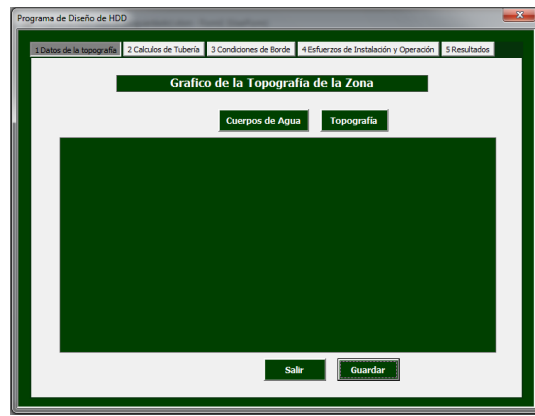 Programa de Diseño de HDD
1 Datos de la topografía
2 Calculos de Tubería
3 Condiciones de Borde
4 Esfuerzos de Instalación y Operación
5 Resultados
Grafico de la Topografía de la Zona
Cuerpos de Agua
Topografía
Salir
Guardar